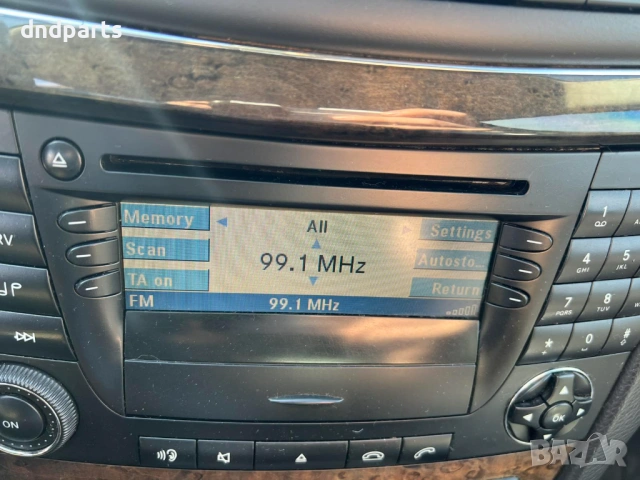 dndparts
Memory
All
Settings
Scan
99.1 MHz
Autosto..
TA on
Return
FM
99.1 MHz
RV
ON
OK
1
2
4
5
7
8
*
0
BAZAR